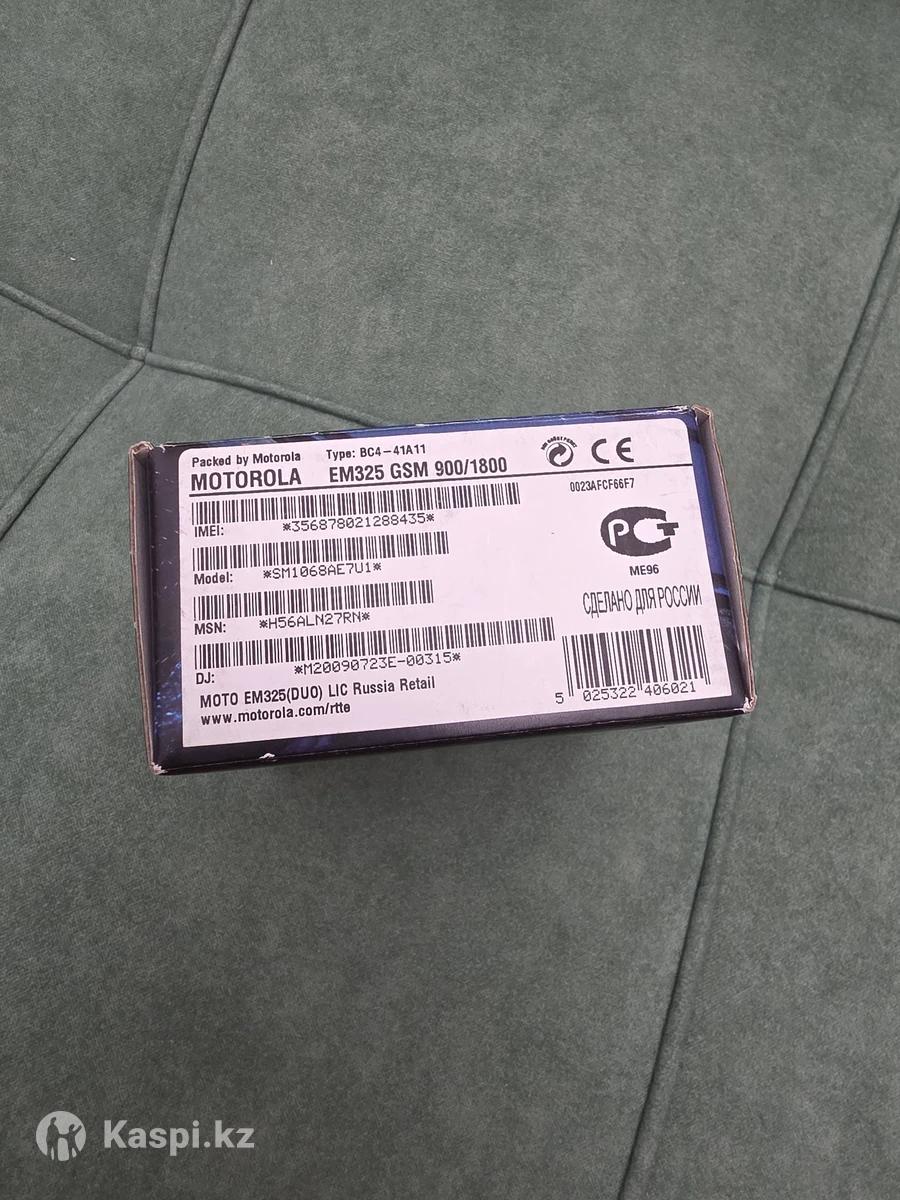 Packed by Motorola Type: BC4-41A11
MOTOROLA EM325 GSM 900/1800
CE
0023AFCF66F7
IMEI: *356878021288435*
Model: *SM1068AE7U1*
PCT
ME96
MSN: *H56ALN27RN*
СДЕЛАНО ДЛЯ РОССИИ
DJ: *M20090723E-00315*
MOTO EM325(DUO) LIC Russia Retail
www.motorola.com/rtte
5 025322 406021
Kaspi.kz